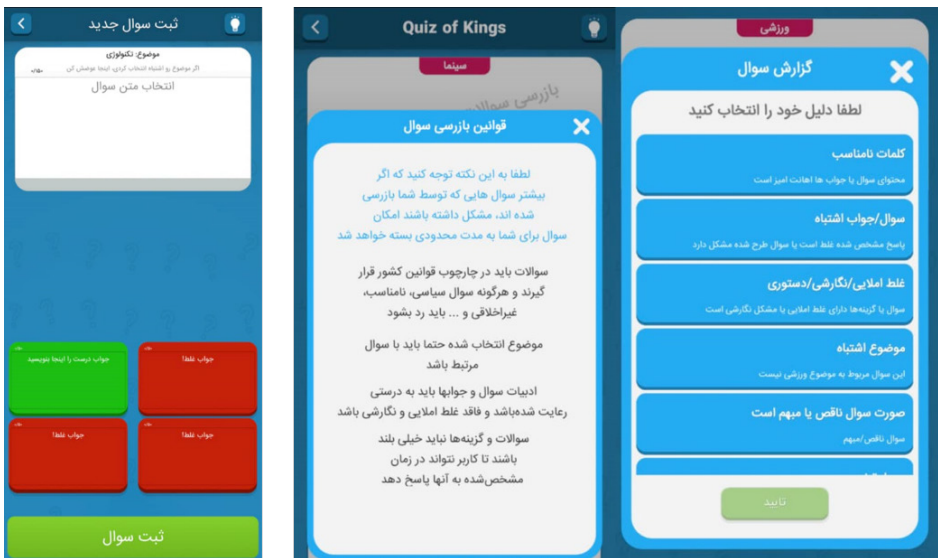 ثبت سوال جدید
موضوع: تکنولوژی
اگر موضوع رو اشتباه انتخاب کردی، اینجا عوضش کن
۰/۱۵۰
انتخاب متن سوال
جواب درست را اینجا بنویسید
جواب غلط!
جواب غلط!
جواب غلط!
ثبت سوال
Quiz of Kings
سینما
بازرسی سوالات
قوانین بازرسی سوال
لطفا به این نکته توجه کنید که اگر
بیشتر سوال هایی که توسط شما بازرسی
شده اند، مشکل داشته باشند امکان
سوال برای شما به مدت محدودی بسته خواهد شد
سوالات باید در چارچوب قوانین کشور قرار
گیرند و هرگونه سوال سیاسی، نامناسب،
غیراخلاقی و ... باید رد بشود
موضوع انتخاب شده حتما باید با سوال
مرتبط باشد
ادبیات سوال و جوابها باید به درستی
رعایت شده‌باشد و فاقد غلط املایی و نگارشی باشد
سوالات و گزینه‌ها نباید خیلی بلند
باشند تا کاربر نتواند در زمان
مشخص‌شده به آنها پاسخ دهد
ورزشی
گزارش سوال
لطفا دلیل خود را انتخاب کنید
کلمات نامناسب
محتوای سوال یا جواب ها اهانت امیز است
سوال/جواب اشتباه
پاسخ مشخص شده غلط است یا سوال طرح شده مشکل دارد
غلط املایی/نگارشی/دستوری
سوال یا گزینه‌ها دارای غلط املایی یا مشکل نگارشی است
موضوع اشتباه
این سوال مربوط به موضوع ورزشی نیست
صورت سوال ناقص یا مبهم است
سوال ناقص/مبهم
تایید